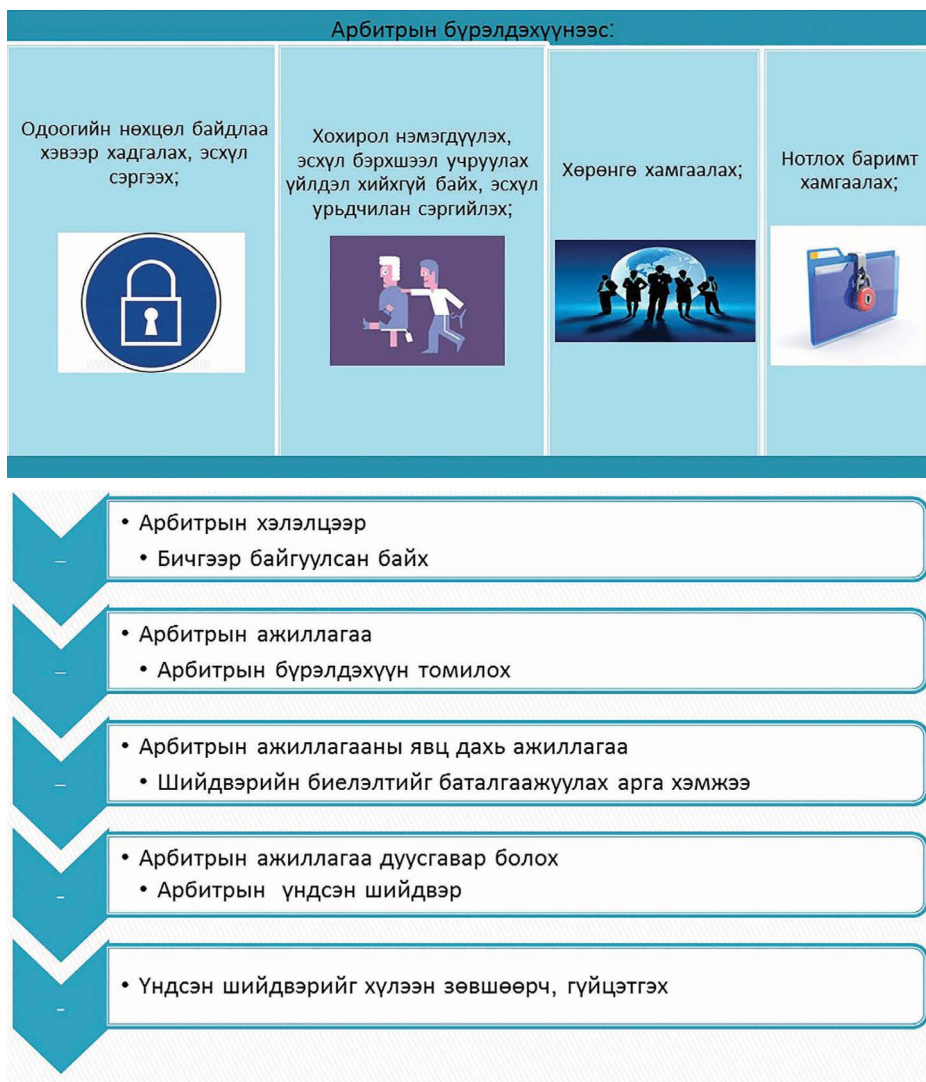 Арбитрын бүрэлдэхүүнээс:
Одоогийн нөхцөл байдлаа
хэвээр хадгалах, эсхүл
сэргээх;
Хохирол нэмэгдүүлэх,
эсхүл бэрхшээл учруулах
үйлдэл хийхгүй байх, эсхүл
урьдчилан сэргийлэх;
Хөрөнгө хамгаалах;
Нотлох баримт
хамгаалах;
• Арбитрын хэлэлцээр
• Бичгээр байгуулсан байх
• Арбитрын ажиллагаа
• Арбитрын бүрэлдэхүүн томилох
• Арбитрын ажиллагааны явц дахь ажиллагаа
• Шийдвэрийн биелэлтийг баталгаажуулах арга хэмжээ
• Арбитрын ажиллагаа дуусгавар болох
• Арбитрын үндсэн шийдвэр
• Үндсэн шийдвэрийг хүлээн зөвшөөрч, гүйцэтгэх